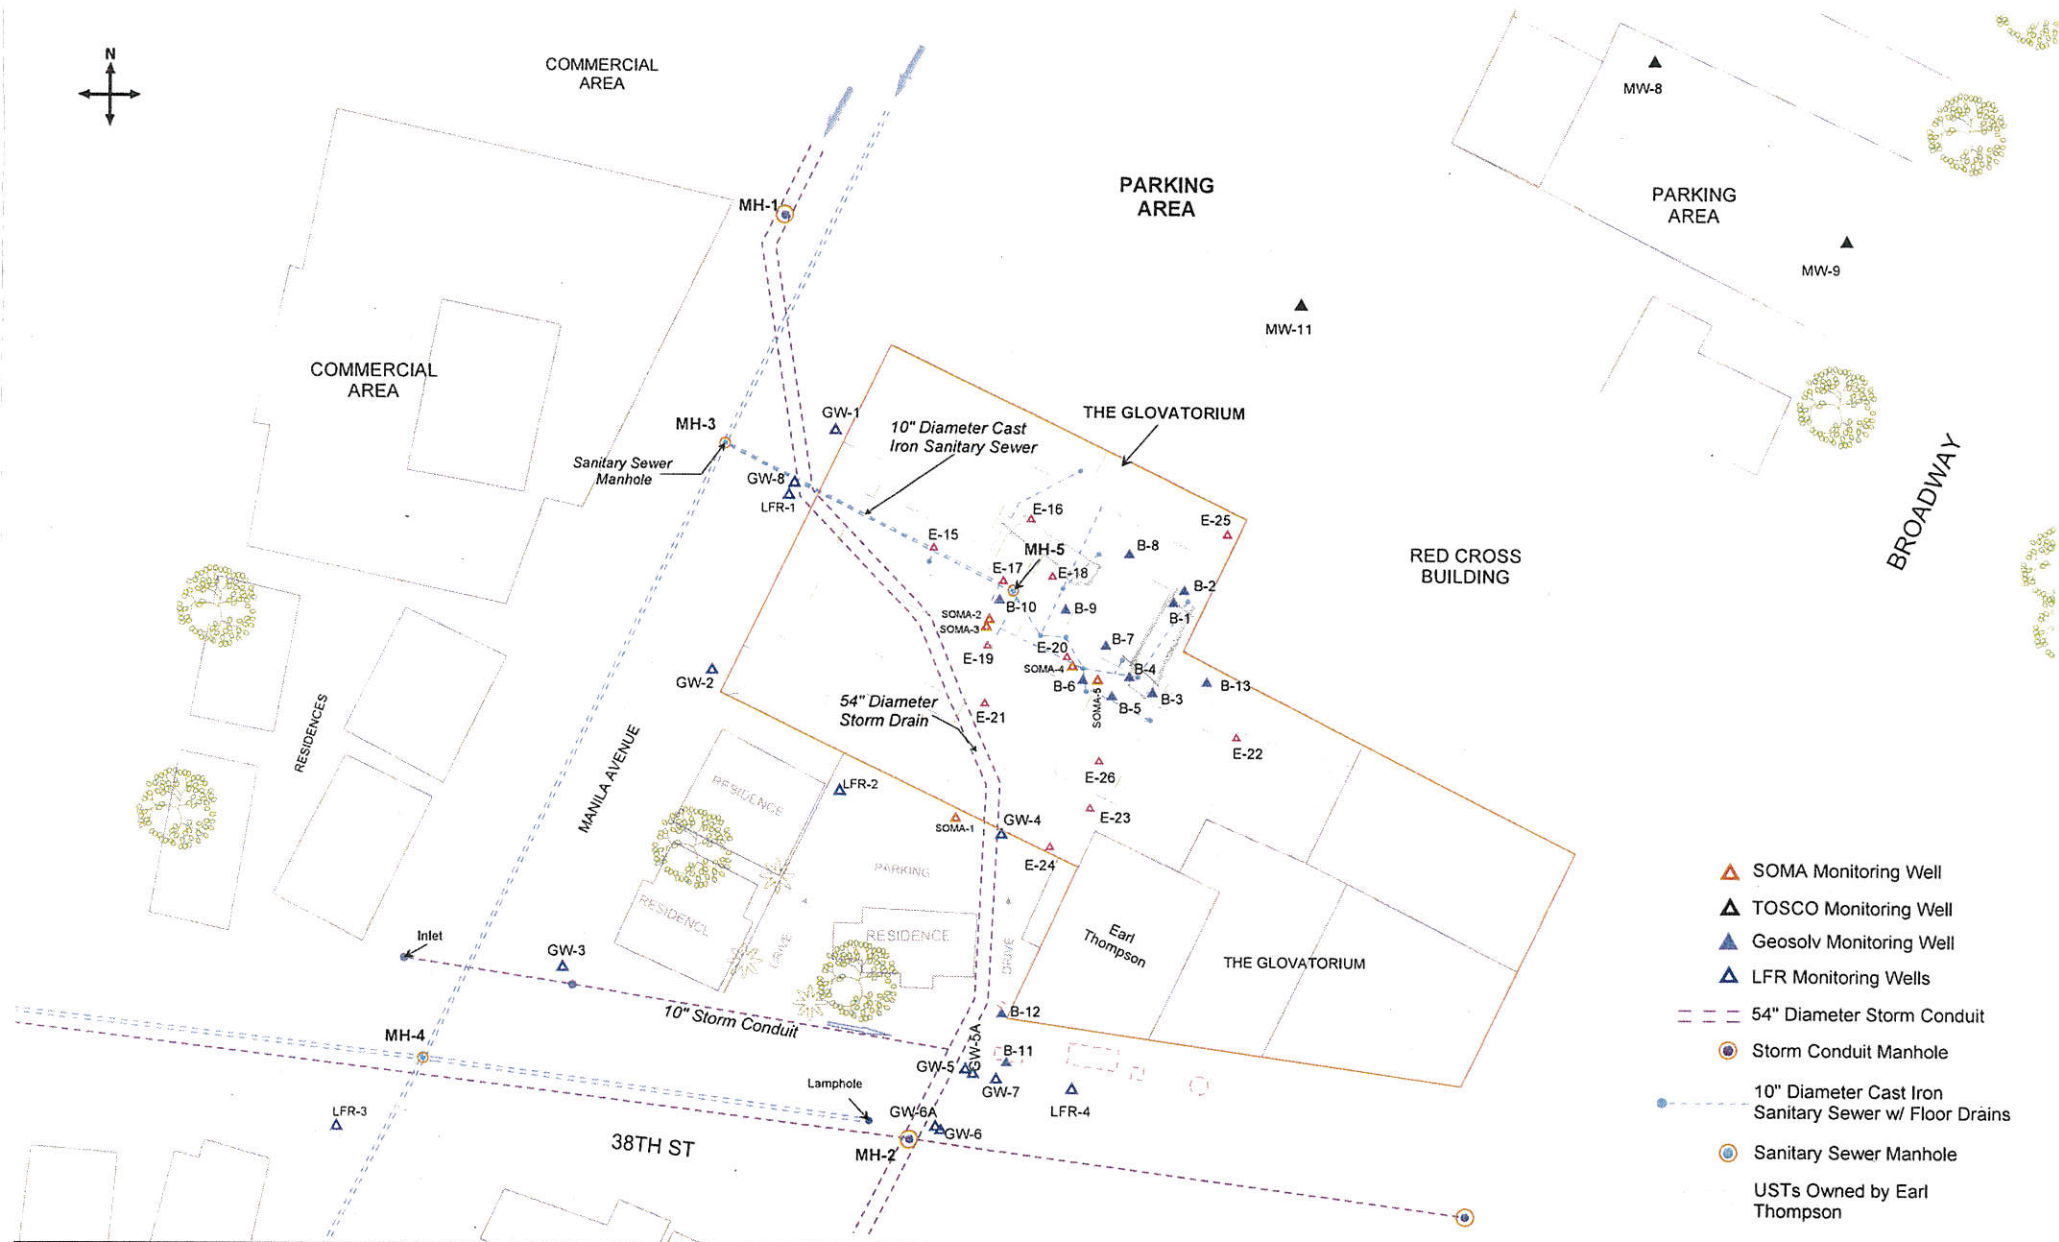 N
COMMERCIAL
AREA
MW-8
PARKING
AREA
PARKING
AREA
MH-1
MW-9
MW-11
COMMERCIAL
AREA
THE GLOVATORIUM
GW-1
MH-3
10" Diameter Cast
Iron Sanitary Sewer
Sanitary Sewer
Manhole
GW-8
LFR-1
BROADWAY
E-16
E-25
E-15
MH-5
B-8
RED CROSS
BUILDING
E-17
E-18
B-2
B-10
B-9
B-1
SOMA-2
SOMA-3
B-7
E-20
E-19
SOMA-4
B-4
GW-2
B-6
B-13
SOMA-5
B-3
B-5
54" Diameter
Storm Drain
E-21
RESIDENCES
MANILA AVENUE
E-22
E-26
RESIDENCE
LFR-2
E-23
SOMA-1
GW-4
E-24
PARKING
SOMA Monitoring Well
RESIDENCE
TOSCO Monitoring Well
Inlet
RESIDENCE
Earl
Thompson
Geosolv Monitoring Well
GW-3
DRIVE
DRIVE
THE GLOVATORIUM
LFR Monitoring Wells
10" Storm Conduit
B-12
54" Diameter Storm Conduit
MH-4
GW-5A
B-11
Storm Conduit Manhole
GW-5
Lamphole
GW-7
10" Diameter Cast Iron
Sanitary Sewer w/ Floor Drains
LFR-3
GW-6A
LFR-4
GW-6
38TH ST
MH-2
Sanitary Sewer Manhole
USTs Owned by Earl
Thompson